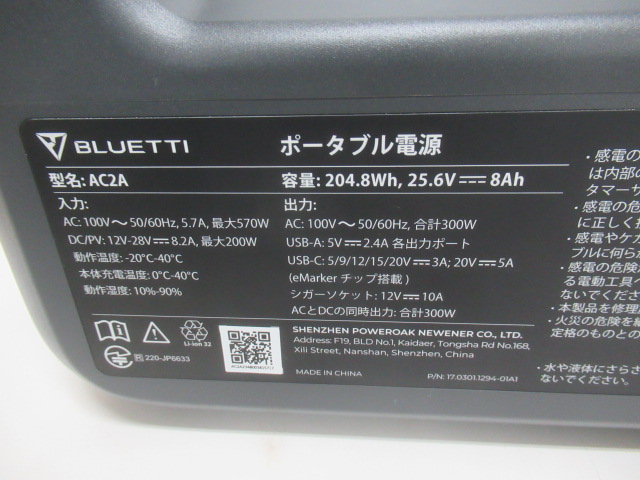 BLUETTI
ポータブル電源
型名: AC2A
容量: 204.8Wh, 25.6V⎓8Ah
入力:
AC: 100V～50/60Hz, 5.7A, 最大570W
DC/PV: 12V-28V⎓8.2A, 最大200W
動作温度: -20°C-40°C
本体充電温度: 0°C-40°C
動作湿度: 10%-90%
出力:
AC: 100V～50/60Hz, 合計300W
USB-A: 5V⎓2.4A 各出力ポート
USB-C: 5/9/12/15/20V⎓3A; 20V⎓5A
(eMarker チップ搭載)
シガーソケット: 12V⎓10A
ACとDCの同時出力: 合計300W
Li-ion 32
R 220-JP6633
SHENZHEN POWEROAK NEWENER CO., LTD.
Address: F19, BLD No.1, Kaidaer, Tongsha Rd No.168,
Xili Street, Nanshan, Shenzhen, China
MADE IN CHINA
P/N: 17.0301.1294-01A1
・感電の
は内部の
タマーサ
・感電の危
に正しく
・感電やケガ
ブルに何らか
・感電の危険
る電動工具
ないでくださ
・本製品を修理
・火災の危険を
定格のものとの
・水や液体にさらさ
ないでください。